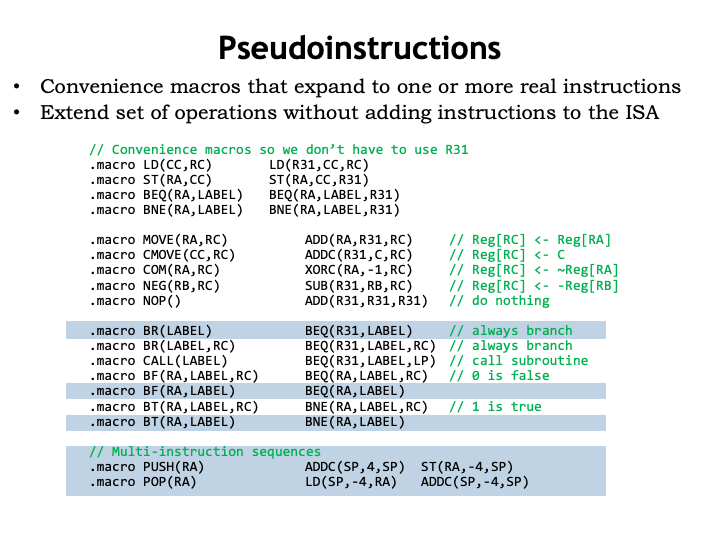 Pseudoinstructions
• Convenience macros that expand to one or more real instructions
• Extend set of operations without adding instructions to the ISA
// Convenience macros so we don’t have to use R31
.macro LD(CC,RC) LD(R31,CC,RC)
.macro ST(RA,CC) ST(RA,CC,R31)
.macro BEQ(RA,LABEL) BEQ(RA,LABEL,R31)
.macro BNE(RA,LABEL) BNE(RA,LABEL,R31)
.macro MOVE(RA,RC) ADD(RA,R31,RC) // Reg[RC] <- Reg[RA]
.macro CMOVE(CC,RC) ADDC(R31,C,RC) // Reg[RC] <- C
.macro COM(RA,RC) XORC(RA,-1,RC) // Reg[RC] <- ~Reg[RA]
.macro NEG(RB,RC) SUB(R31,RB,RC) // Reg[RC] <- -Reg[RB]
.macro NOP() ADD(R31,R31,R31) // do nothing
.macro BR(LABEL) BEQ(R31,LABEL) // always branch
.macro BR(LABEL,RC) BEQ(R31,LABEL,RC) // always branch
.macro CALL(LABEL) BEQ(R31,LABEL,LP) // call subroutine
.macro BF(RA,LABEL,RC) BEQ(RA,LABEL,RC) // 0 is false
.macro BF(RA,LABEL) BEQ(RA,LABEL)
.macro BT(RA,LABEL,RC) BNE(RA,LABEL,RC) // 1 is true
.macro BT(RA,LABEL) BNE(RA,LABEL)
// Multi-instruction sequences
.macro PUSH(RA) ADDC(SP,4,SP) ST(RA,-4,SP)
.macro POP(RA) LD(SP,-4,RA) ADDC(SP,-4,SP)